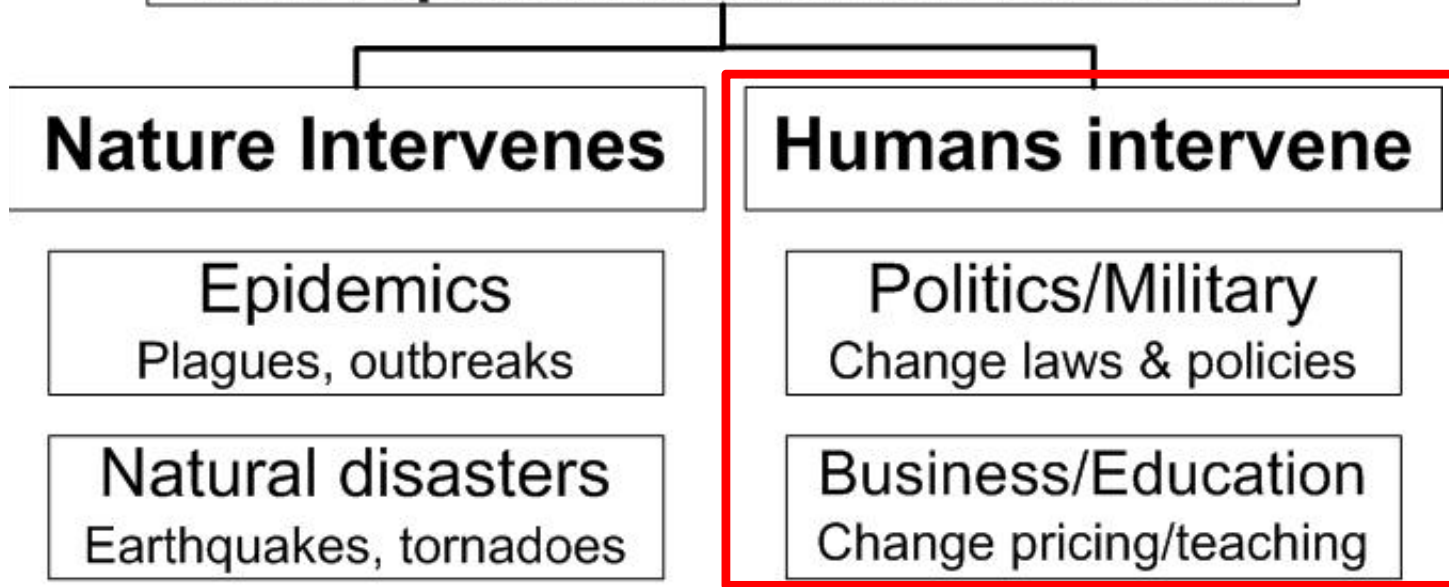 Nature Intervenes
Humans intervene
Epidemics
Plagues, outbreaks
Politics/Military
Change laws & policies
Natural disasters
Earthquakes, tornadoes
Business/Education
Change pricing/teaching